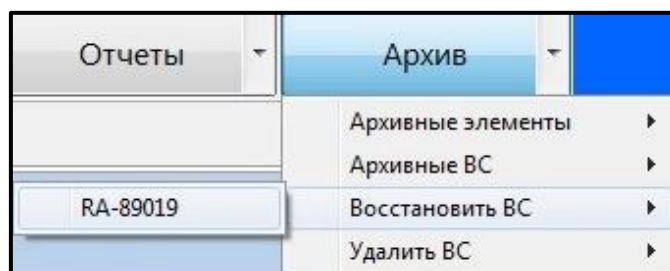 Отчеты
Архив
Архивные элементы
Архивные ВС
RA-89019
Восстановить ВС
Удалить ВС